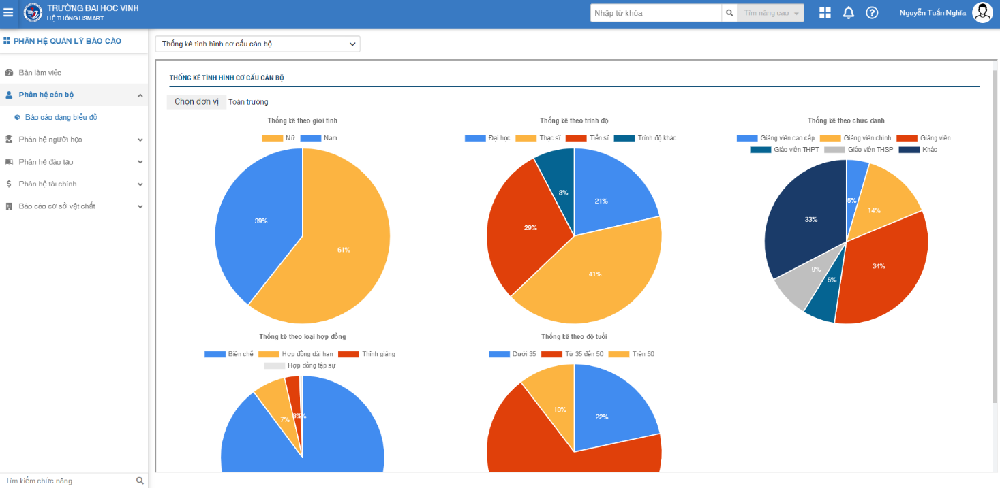 TRƯỜNG ĐẠI HỌC VINH
HỆ THỐNG USMART
Nhập từ khóa
Tìm nâng cao
Nguyễn Tuấn Nghĩa
PHÂN HỆ QUẢN LÝ BÁO CÁO
Bàn làm việc
Phân hệ cán bộ
Báo cáo dạng biểu đồ
Phân hệ người học
Phân hệ đào tạo
Phân hệ tài chính
Báo cáo cơ sở vật chất
Tìm kiếm chức năng
Thống kê tình hình cơ cấu cán bộ
THỐNG KÊ TÌNH HÌNH CƠ CẤU CÁN BỘ
Chọn đơn vị Toàn trường
Thống kê theo giới tính
Nữ Nam
39%
61%
Thống kê theo trình độ
Đại học Thạc sĩ Tiến sĩ Trình độ khác
8%
21%
29%
41%
Thống kê theo chức danh
Giảng viên cao cấp Giảng viên chính Giảng viên
Giáo viên THPT Giáo viên THSP Khác
5%
14%
33%
34%
9%
6%
Thống kê theo loại hợp đồng
Biên chế Hợp đồng dài hạn Thỉnh giảng
Hợp đồng tập sự
7%
Thống kê theo độ tuổi
Dưới 35 Từ 35 đến 50 Trên 50
10%
22%